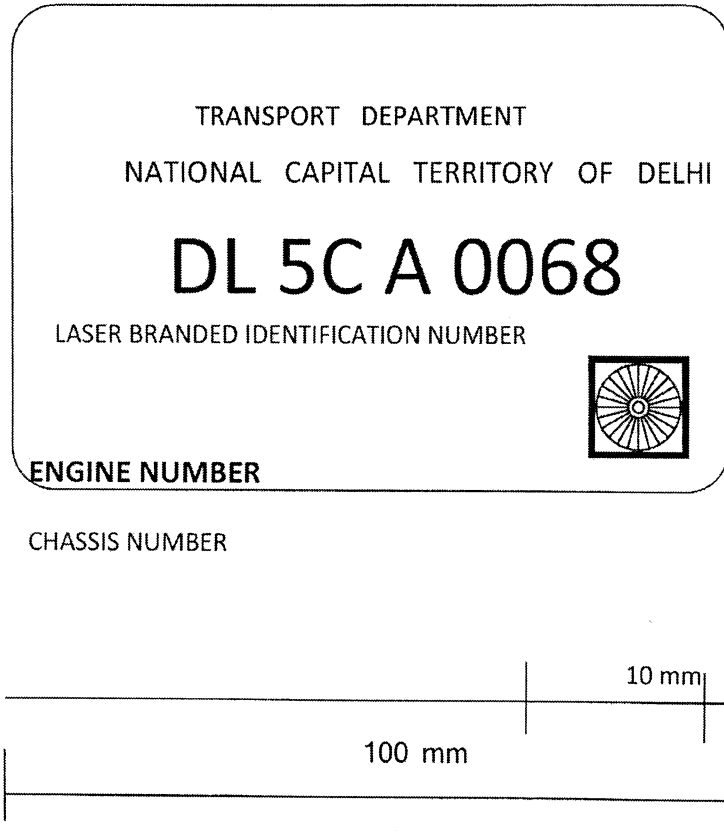 TRANSPORT DEPARTMENT
NATIONAL CAPITAL TERRITORY OF DELHI
DL 5C A 0068
LASER BRANDED IDENTIFICATION NUMBER
ENGINE NUMBER
CHASSIS NUMBER
10 mm
100 mm